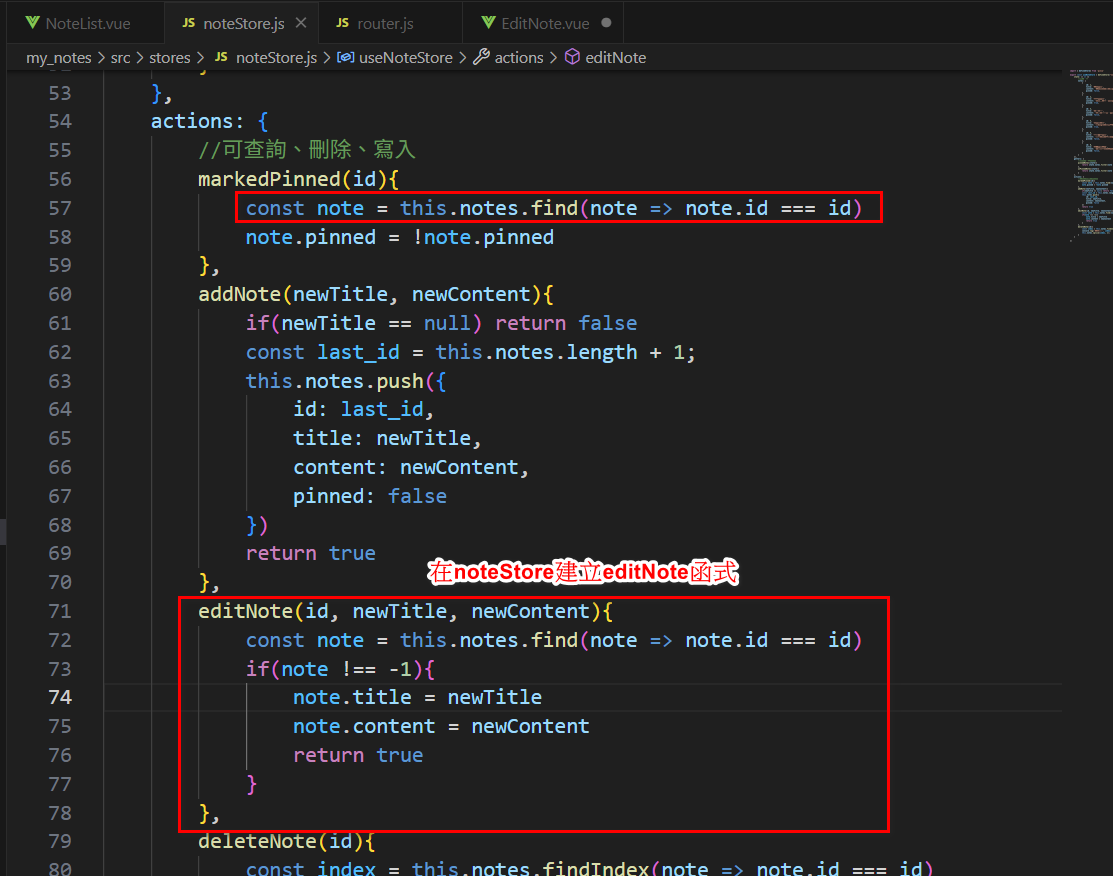 NoteList.vue JS noteStore.js × JS router.js EditNote.vue ●
my_notes > src > stores > JS noteStore.js > useNoteStore > actions > editNote
53 },
54 actions: {
55 //可查詢、刪除、寫入
56 markedPinned(id){
57 const note = this.notes.find(note => note.id === id)
58 note.pinned = !note.pinned
59 },
60 addNote(newTitle, newContent){
61 if(newTitle == null) return false
62 const last_id = this.notes.length + 1;
63 this.notes.push({
64 id: last_id,
65 title: newTitle,
66 content: newContent,
67 pinned: false
68 })
69 return true
在noteStore建立editNote函式
70 },
71 editNote(id, newTitle, newContent){
72 const note = this.notes.find(note => note.id === id)
73 if(note !== -1){
74 note.title = newTitle
75 note.content = newContent
76 return true
77 }
78 },
79 deleteNote(id){
80 const index = this.notes.findIndex(note => note.id === id)